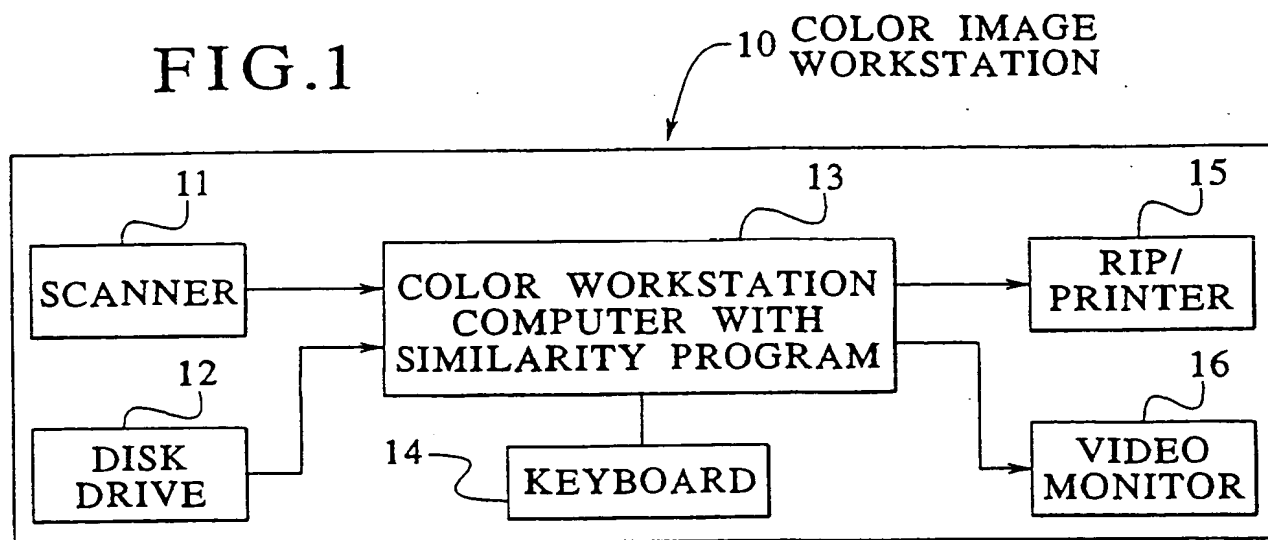 FIG.1
10 COLOR IMAGE
WORKSTATION
11
13
15
SCANNER
COLOR WORKSTATION
COMPUTER WITH
SIMILARITY PROGRAM
RIP/
PRINTER
12
16
DISK
DRIVE
14
KEYBOARD
VIDEO
MONITOR